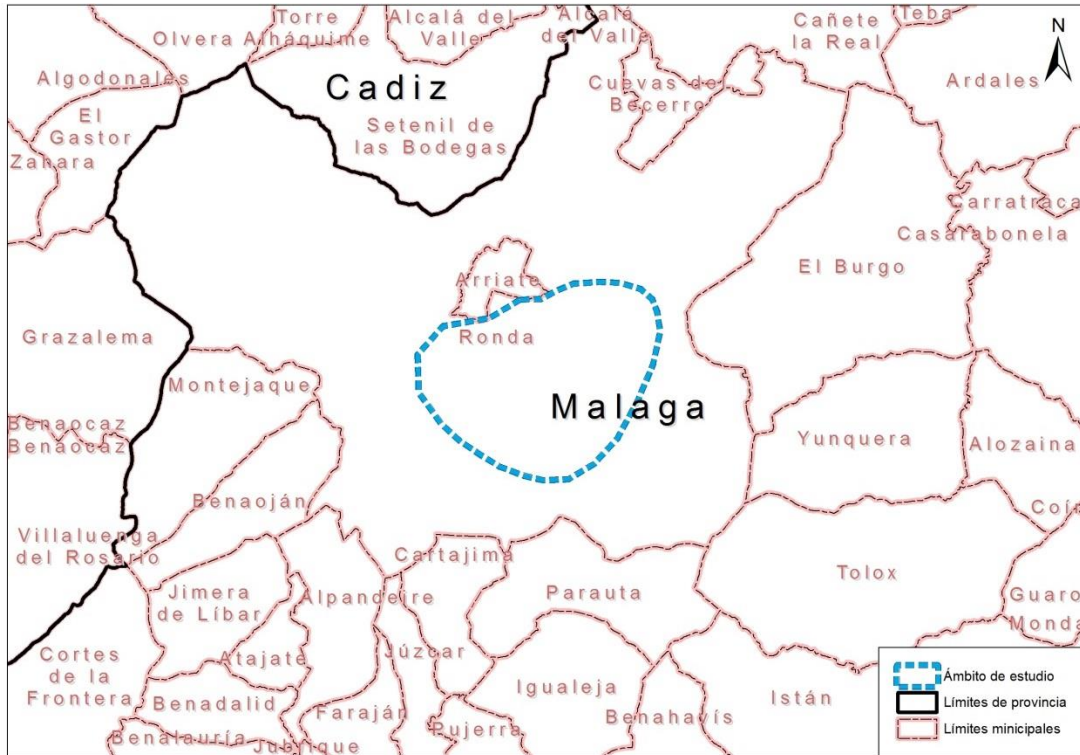 Torre
Alhaquime
Olvera
Alcalá del
Valle
Alcalá
del Valle
Cañete
la Real
Teba
N
Algodonales
Cadiz
Cuevas de
Becerro
Ardales
El
Gastor
Setenil de
las Bodegas
Zahara
Carratraca
Casarabonela
Arriate
El Burgo
Grazalema
Ronda
Montejaque
Malaga
Benaocaz
Benaocaz
Yunquera
Alozaina
Benaoján
Coín
Villaluenga
del Rosario
Cartajima
Jimera
de Líbar
Alpandeire
Parauta
Tolox
Guaro
Monda
Cortes
de la
Frontera
Atajate
Júzcar
Igualeja
Istán
Benadalid
Faraján
Pujerra
Benahavís
Benalauría
Jubrique
Ámbito de estudio
Límites de provincia
Límites minicipales